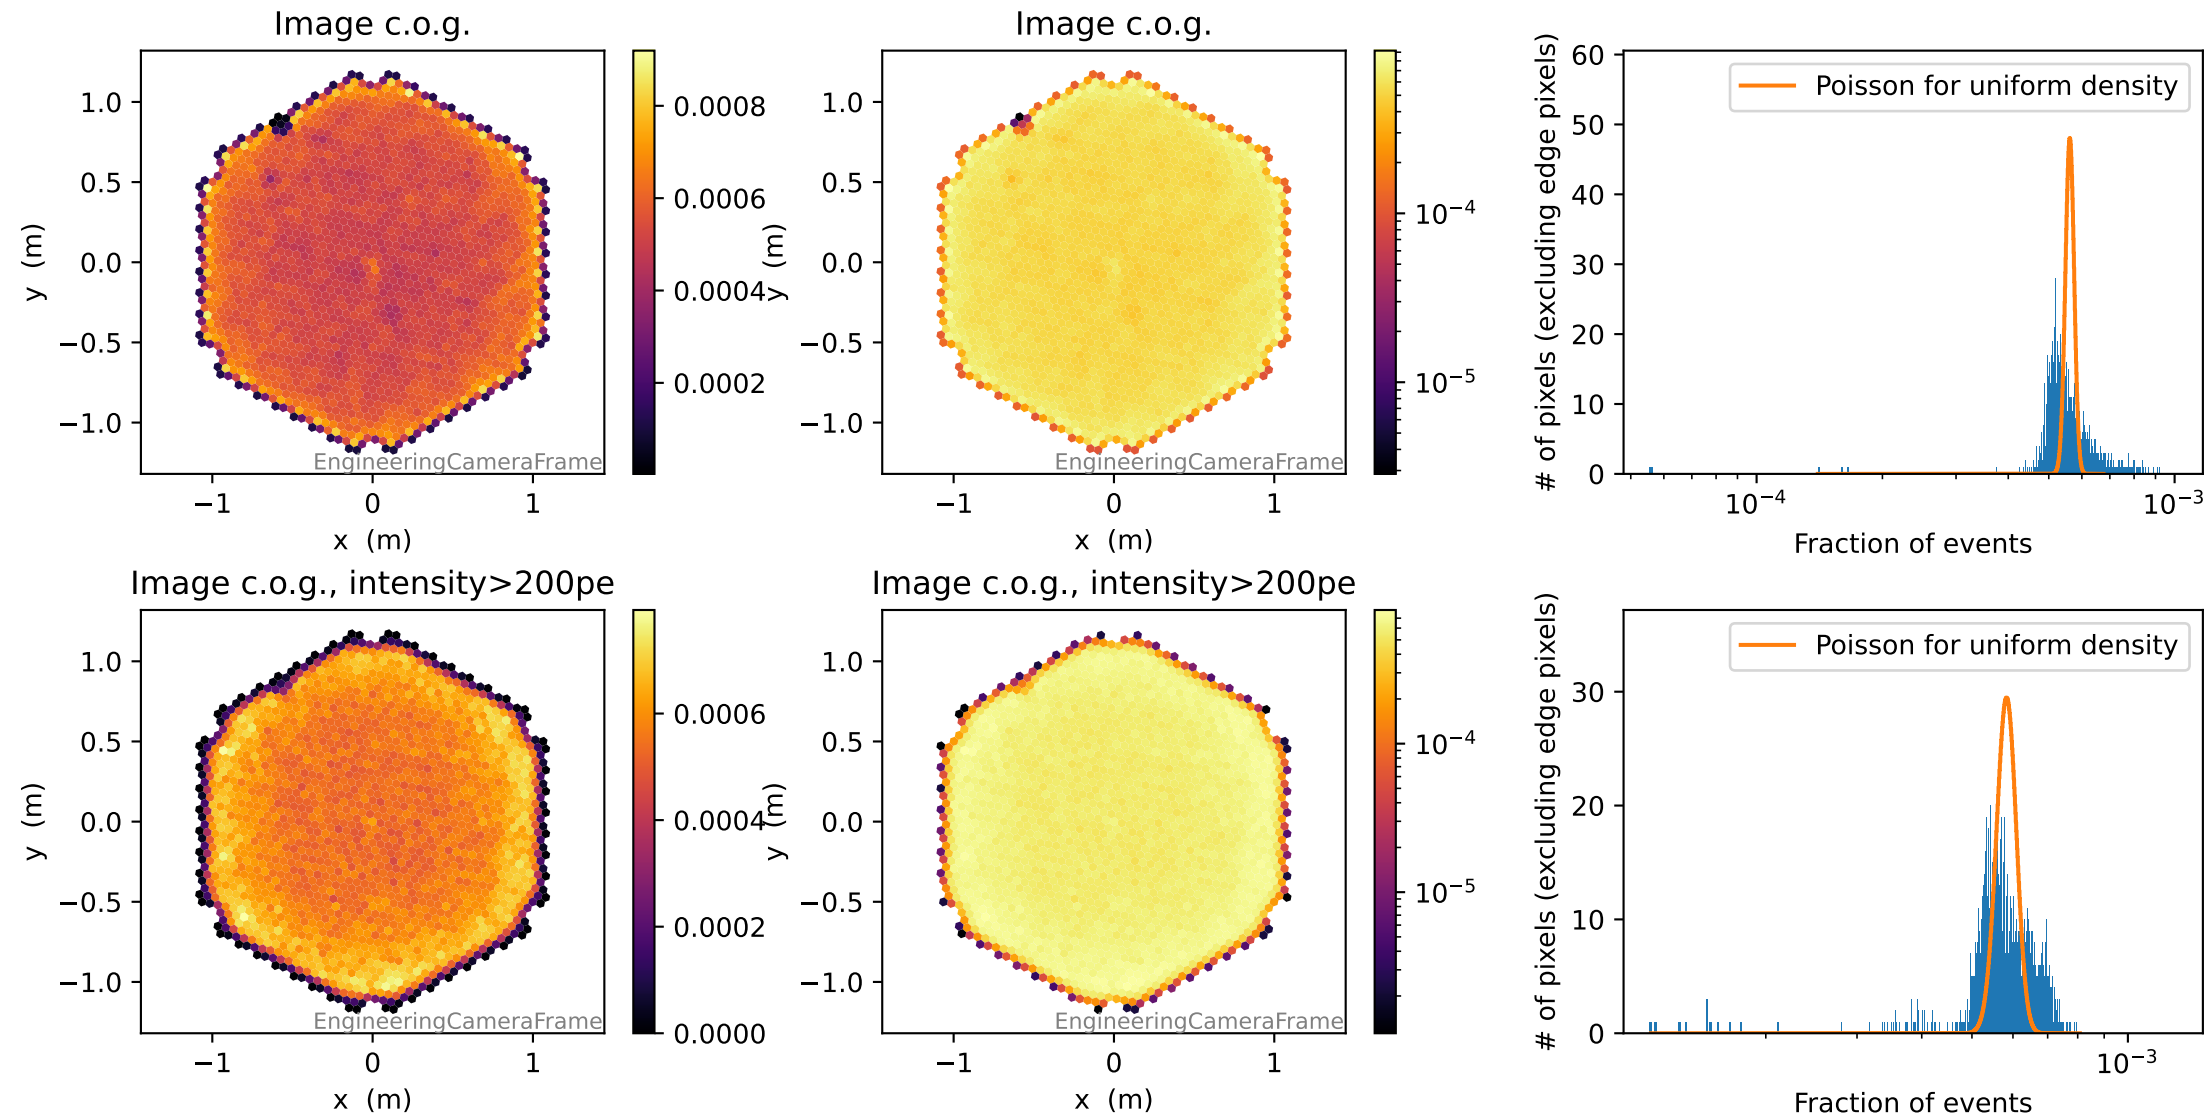 Image c.o.g.
1.0
0.5
0.0
−0.5
−1.0
y (m)
−1
0
1
x (m)
EngineeringCameraFrame
0.0008
0.0006
0.0004
0.0002
Image c.o.g.
1.0
0.5
0.0
−0.5
−1.0
y (m)
−1
0
1
x (m)
EngineeringCameraFrame
10⁻⁴
10⁻⁵
60
50
40
30
20
10
0
# of pixels (excluding edge pixels)
Poisson for uniform density
10⁻⁴
10⁻³
Fraction of events
Image c.o.g., intensity>200pe
1.0
0.5
0.0
−0.5
−1.0
y (m)
−1
0
1
x (m)
EngineeringCameraFrame
0.0006
0.0004
0.0002
0.0000
Image c.o.g., intensity>200pe
1.0
0.5
0.0
−0.5
−1.0
y (m)
−1
0
1
x (m)
EngineeringCameraFrame
10⁻⁴
10⁻⁵
30
20
10
0
# of pixels (excluding edge pixels)
Poisson for uniform density
10⁻³
Fraction of events